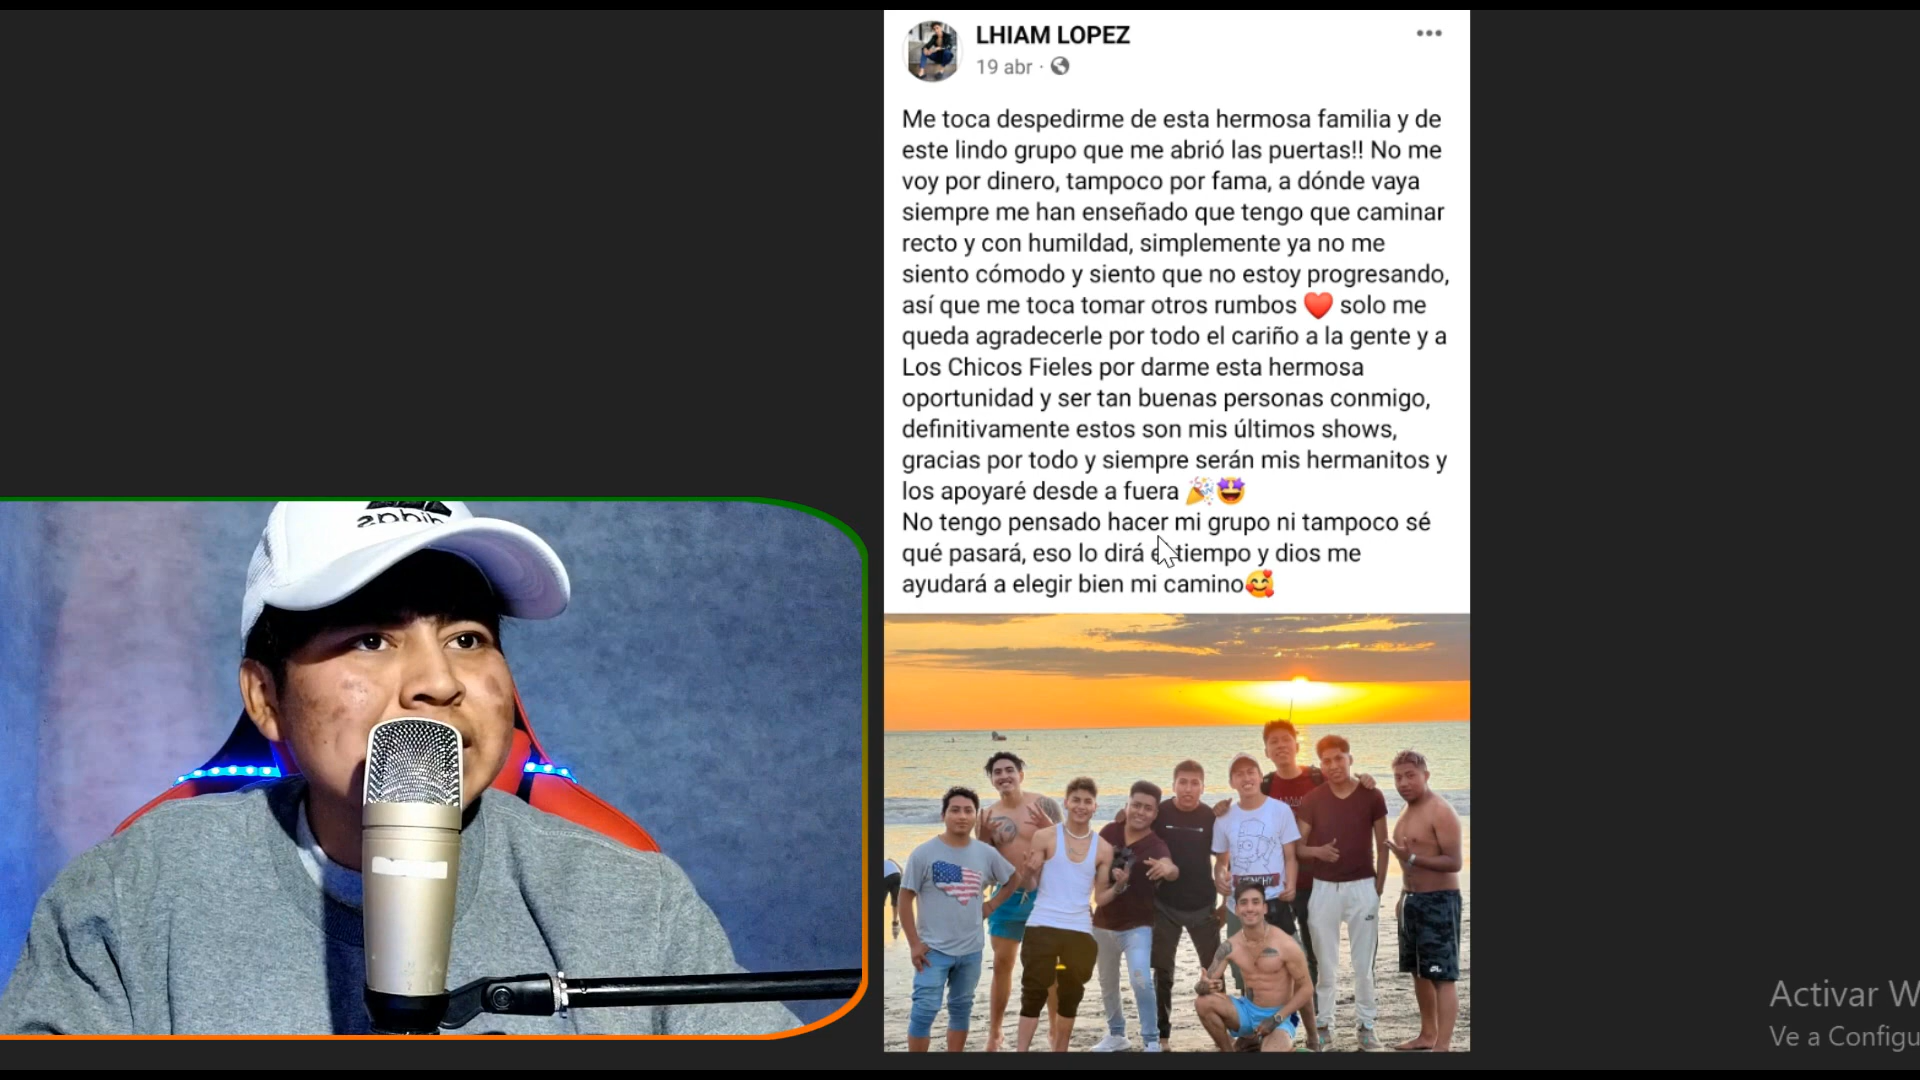 LHIAM LOPEZ
19 abr ·
Me toca despedirme de esta hermosa familia y de
este lindo grupo que me abrió las puertas!! No me
voy por dinero, tampoco por fama, a dónde vaya
siempre me han enseñado que tengo que caminar
recto y con humildad, simplemente ya no me
siento cómodo y siento que no estoy progresando,
así que me toca tomar otros rumbos ❤️ solo me
queda agradecerle por todo el cariño a la gente y a
Los Chicos Fieles por darme esta hermosa
oportunidad y ser tan buenas personas conmigo,
definitivamente estos son mis últimos shows,
gracias por todo y siempre serán mis hermanitos y
los apoyaré desde a fuera 🎉🤩
No tengo pensado hacer mi grupo ni tampoco sé
qué pasará, eso lo dirá el tiempo y dios me
ayudará a elegir bien mi camino🥰
adidas
Activar W
Ve a Configu